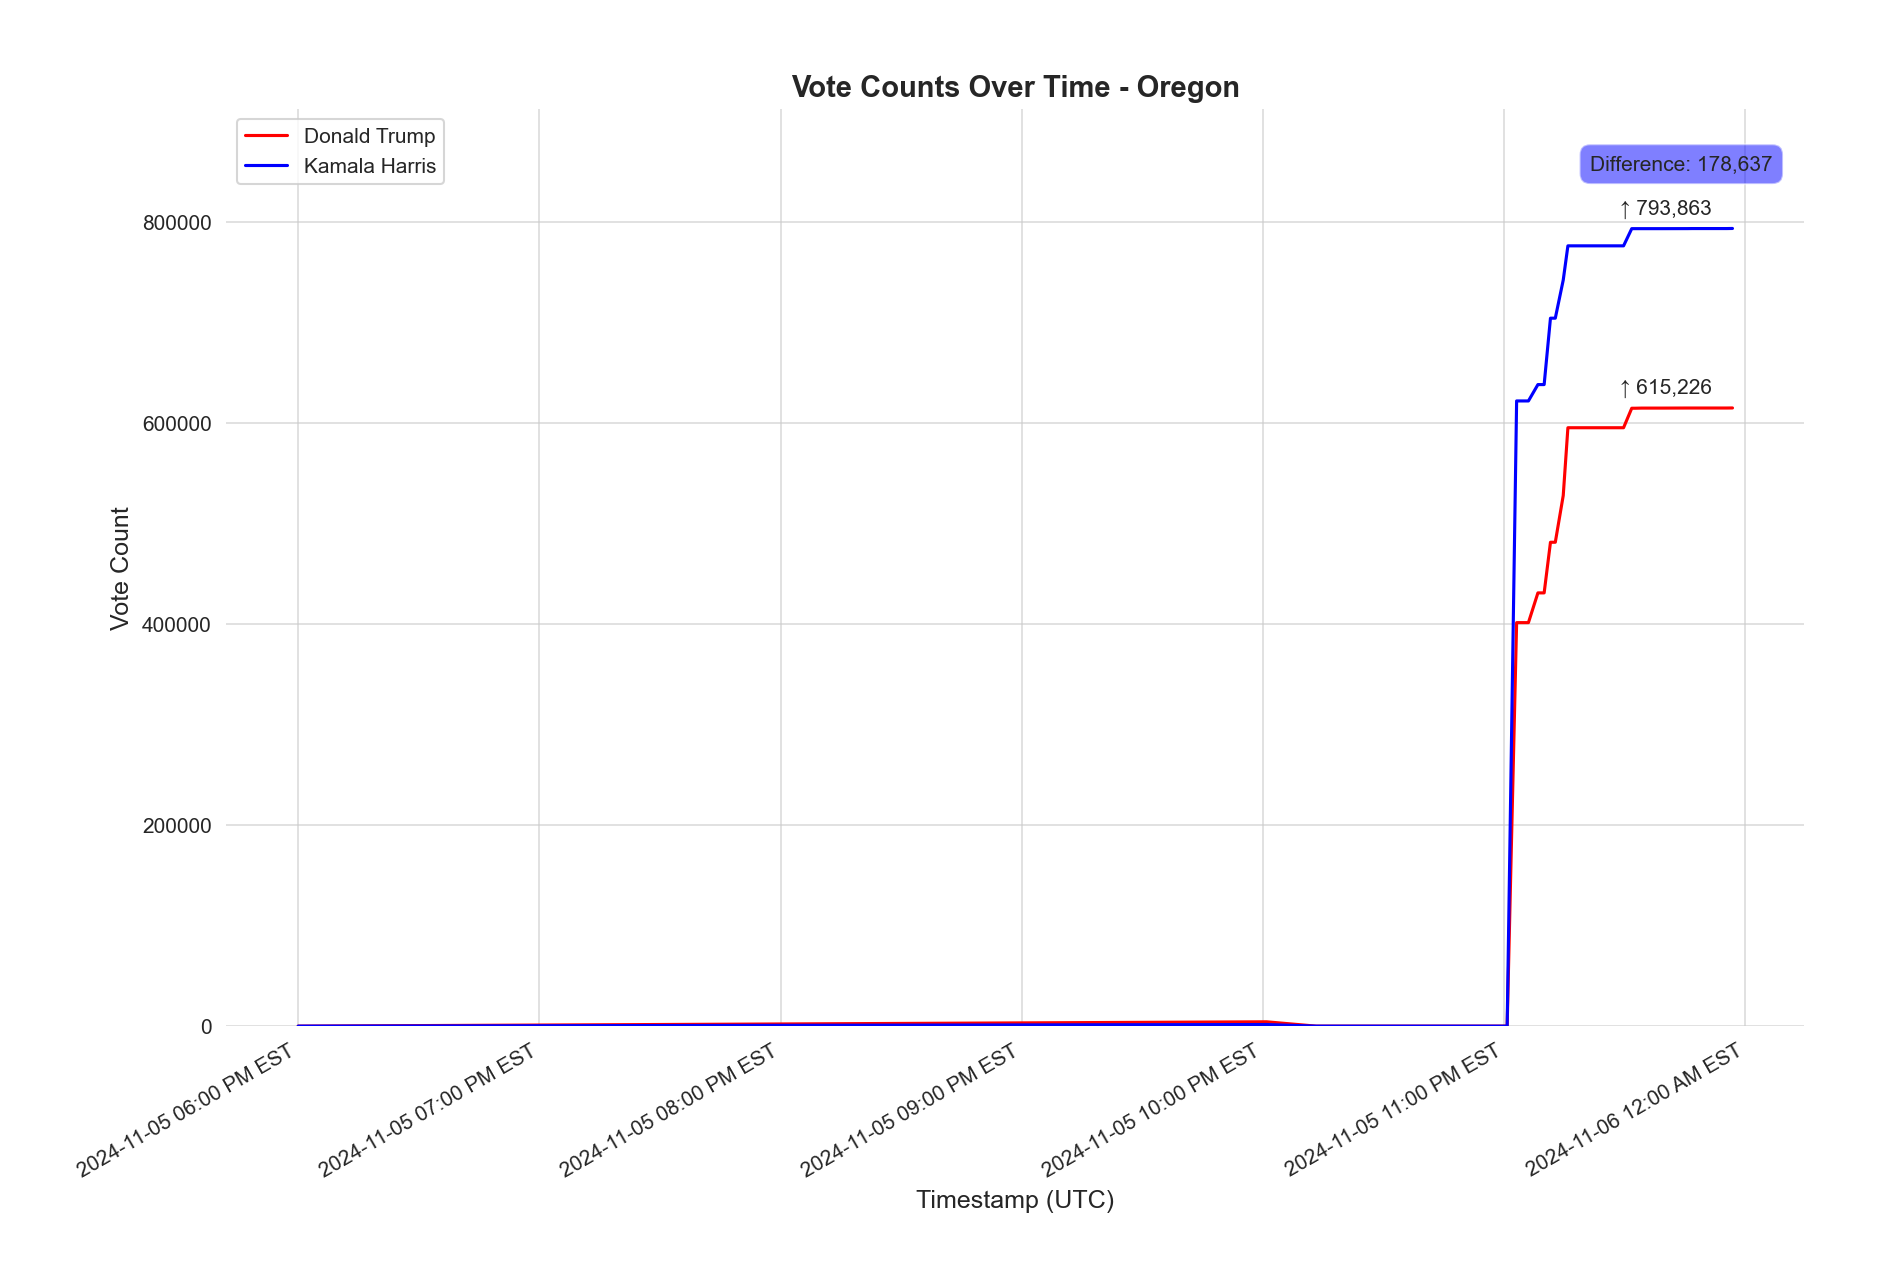 Vote Counts Over Time - Oregon
Donald Trump
Kamala Harris
Difference: 178,637
↑ 793,863
↑ 615,226
Vote Count
800000
600000
400000
200000
0
2024-11-05 06:00 PM EST
2024-11-05 07:00 PM EST
2024-11-05 08:00 PM EST
2024-11-05 09:00 PM EST
2024-11-05 10:00 PM EST
2024-11-05 11:00 PM EST
2024-11-06 12:00 AM EST
Timestamp (UTC)